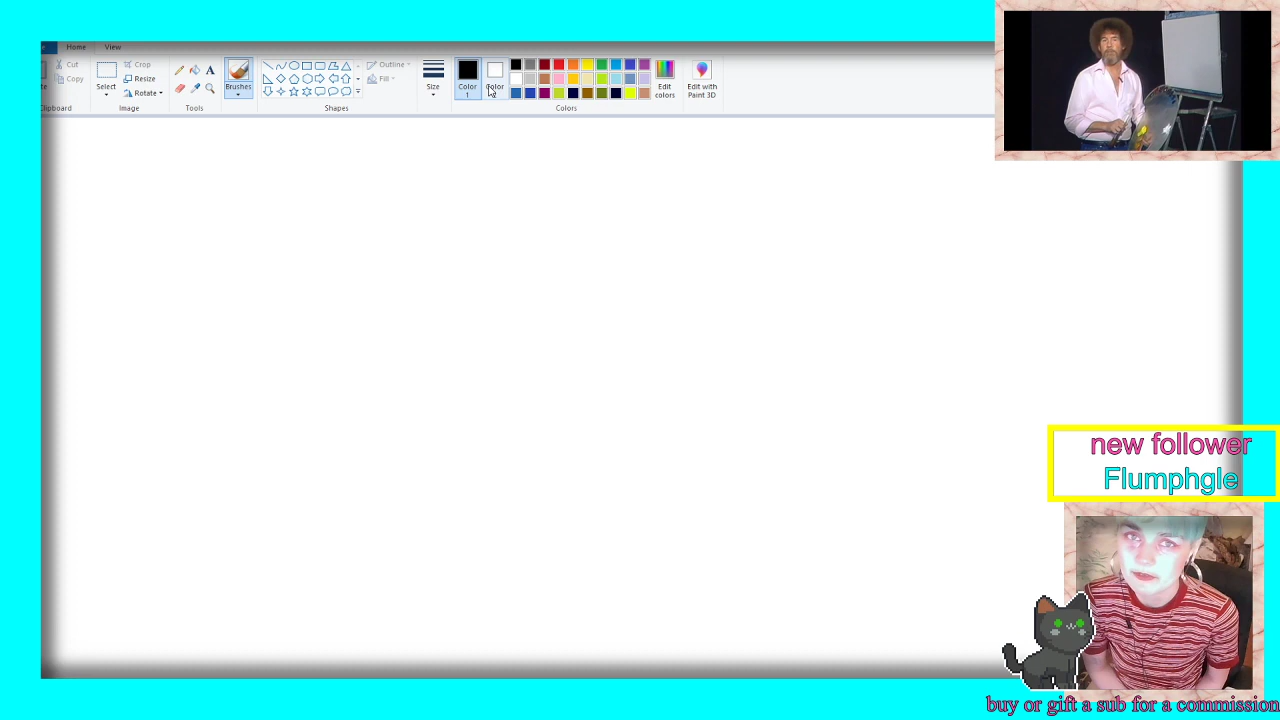 Home View
Cut
Copy
Clipboard
Select
Crop
Resize
Rotate
Image
A
Tools
Brushes
Outline
Fill
Shapes
Size
Color
1
Color
2
Colors
Edit
colors
Edit with
Paint 3D
new follower
Flumphgle
buy or gift a sub for a commission